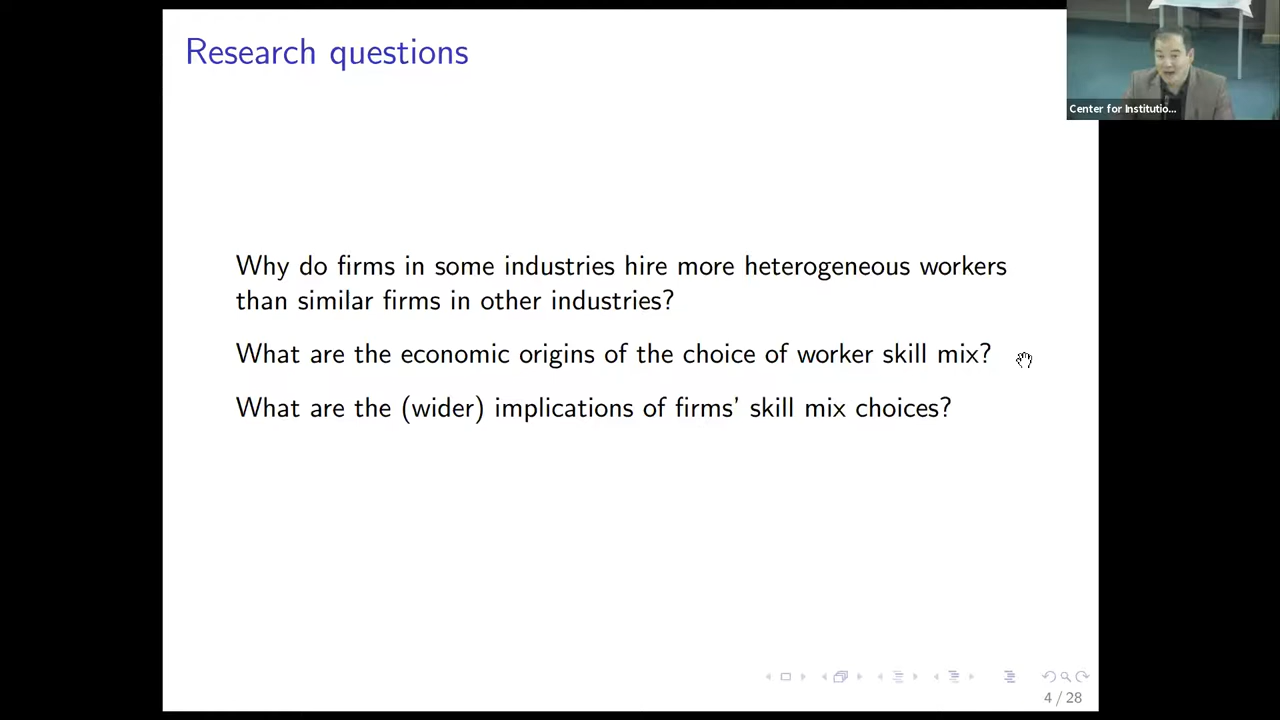 Research questions
Center for Institutio...
Why do firms in some industries hire more heterogeneous workers
than similar firms in other industries?
What are the economic origins of the choice of worker skill mix?
What are the (wider) implications of firms' skill mix choices?
4 / 28